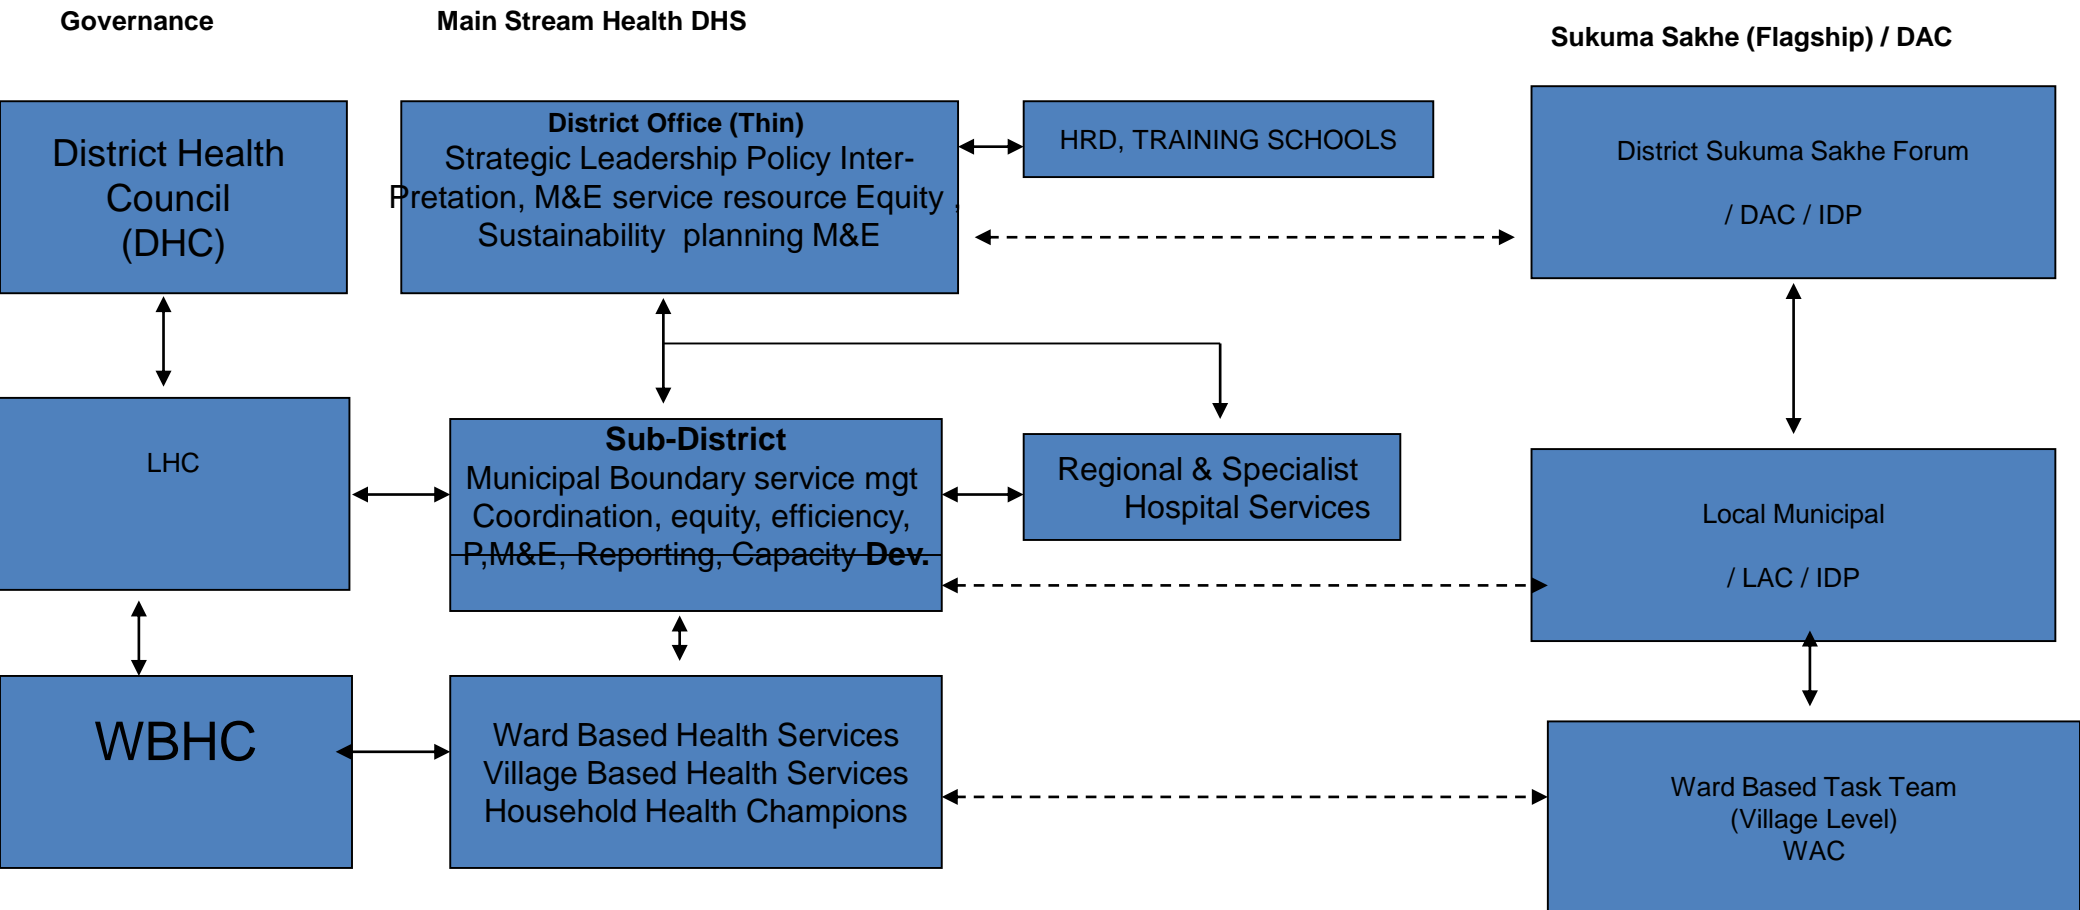 Governance
Main Stream Health DHS
Sukuma Sakhe (Flagship) / DAC
District Health
Council
(DHC)
District Office (Thin)
Strategic Leadership Policy Inter-
Pretation, M&E service resource Equity ,
Sustainability planning M&E
HRD, TRAINING SCHOOLS
District Sukuma Sakhe Forum
/ DAC / IDP
LHC
Sub-District
Municipal Boundary service mgt
Coordination, equity, efficiency,
P,M&E, Reporting, Capacity Dev.
Regional & Specialist
Hospital Services
Local Municipal
/ LAC / IDP
WBHC
Ward Based Health Services
Village Based Health Services
Household Health Champions
Ward Based Task Team
(Village Level)
WAC